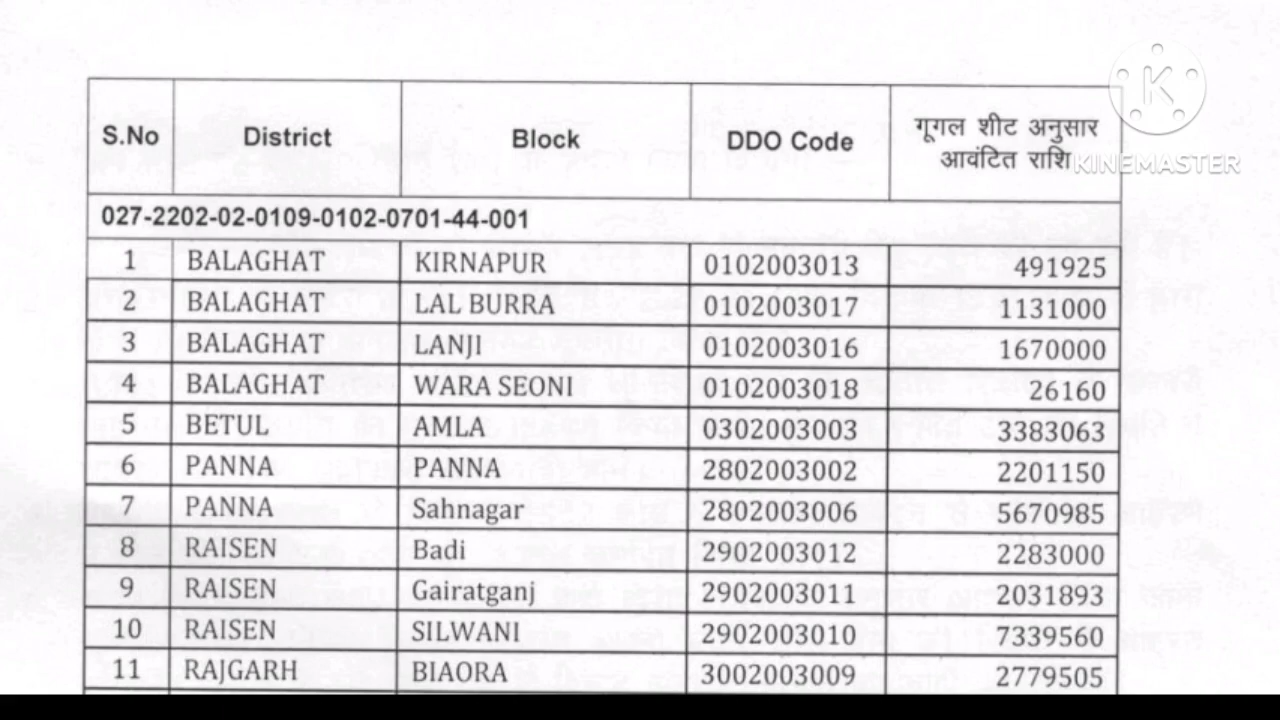 S.No District Block DDO Code गूगल शीट अनुसार आवंटित राशि
027-2202-02-0109-0102-0701-44-001
1 BALAGHAT KIRNAPUR 0102003013 491925
2 BALAGHAT LAL BURRA 0102003017 1131000
3 BALAGHAT LANJI 0102003016 1670000
4 BALAGHAT WARA SEONI 0102003018 26160
5 BETUL AMLA 0302003003 3383063
6 PANNA PANNA 2802003002 2201150
7 PANNA Sahnagar 2802003006 5670985
8 RAISEN Badi 2902003012 2283000
9 RAISEN Gairatganj 2902003011 2031893
10 RAISEN SILWANI 2902003010 7339560
11 RAJGARH BIAORA 3002003009 2779505
K
KINEMASTER